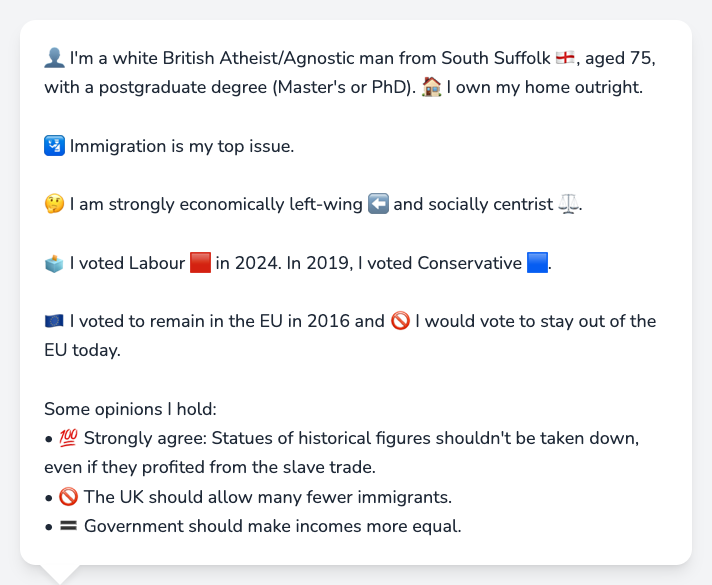 👤 I'm a white British Atheist/Agnostic man from South Suffolk 🏴󠁧󠁢󠁥󠁮󠁧󠁿, aged 75,
with a postgraduate degree (Master's or PhD). 🏠 I own my home outright.
🛂 Immigration is my top issue.
🤔 I am strongly economically left-wing ⬅️ and socially centrist ⚖️.
🗳️ I voted Labour 🟥 in 2024. In 2019, I voted Conservative 🟦.
🇪🇺 I voted to remain in the EU in 2016 and 🚫 I would vote to stay out of the
EU today.
Some opinions I hold:
• 💯 Strongly agree: Statues of historical figures shouldn't be taken down,
even if they profited from the slave trade.
• 🚫 The UK should allow many fewer immigrants.
• 🟰 Government should make incomes more equal.